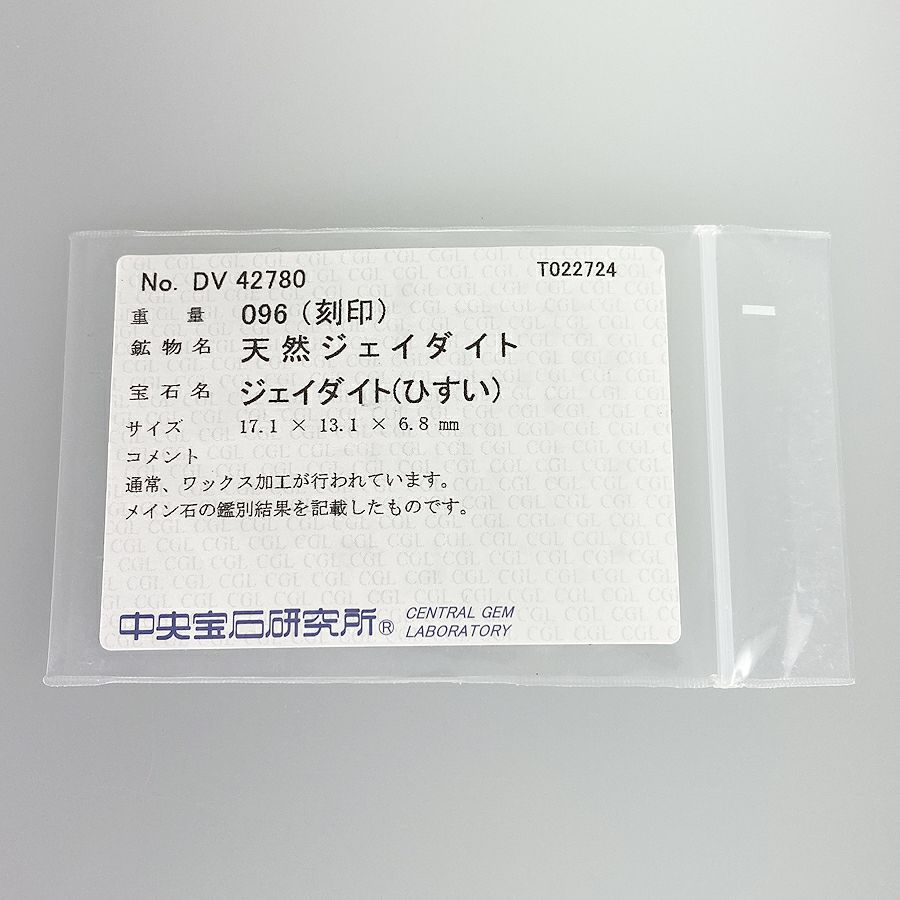 No. DV 42780 T022724
重 量 096 (刻印)
鉱物名 天然ジェイダイト
宝石名 ジェイダイト(ひすい)
サイズ 17.1 × 13.1 × 6.8 mm
コメント
通常、ワックス加工が行われています。
メイン石の鑑別結果を記載したものです。
中央宝石研究所® CENTRAL GEM
LABORATORY